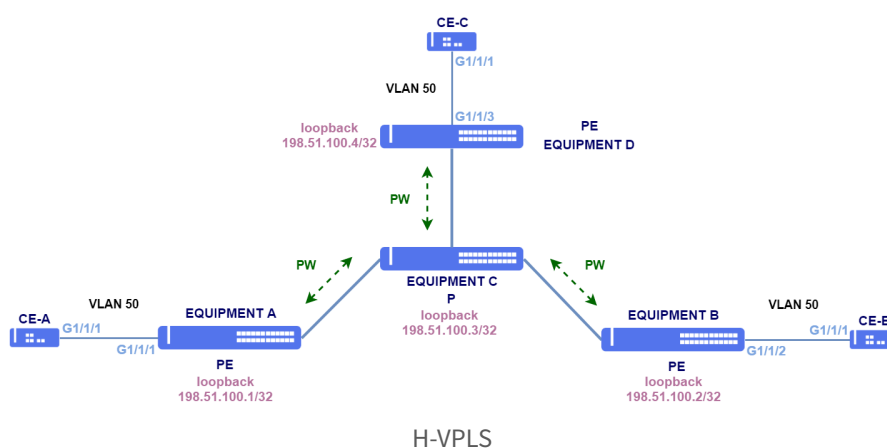 CE-C
G1/1/1
VLAN 50
G1/1/3
loopback
198.51.100.4/32
PE
EQUIPMENT D
PW
PW
PW
EQUIPMENT C
P
loopback
198.51.100.3/32
VLAN 50
CE-A
G1/1/1
G1/1/1
EQUIPMENT A
PE
loopback
198.51.100.1/32
EQUIPMENT B
VLAN 50
G1/1/1
CE-B
G1/1/2
PE
loopback
198.51.100.2/32
H-VPLS